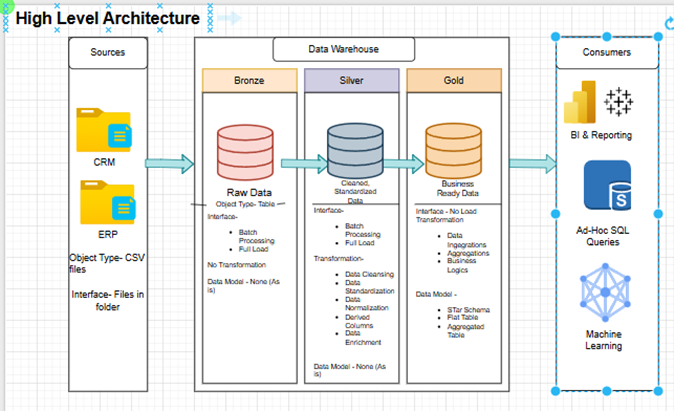 High Level Architecture
Sources
CRM
ERP
Object Type- CSV
files
Interface- Files in
folder
Data Warehouse
Bronze
Raw Data
Object Type- Table
Interface-
Batch
Processing
Full Load
No Transformation
Data Model - None (As
is)
Silver
Cleaned,
Standardized
Data
Interface-
Batch
Processing
Full Load
Transformation-
Data Cleansing
Data
Standardization
Data
Normalization
Derived
Columns
Data
Enrichment
Data Model - None (As
is)
Gold
Business
Ready Data
Interface - No Load
Transformation
Data
Ingegrations
Aggregations
Business
Logics
Data Model -
STar Schema
Flat Table
Aggregated
Table
Consumers
BI & Reporting
S
Ad-Hoc SQL
Queries
Machine
Learning